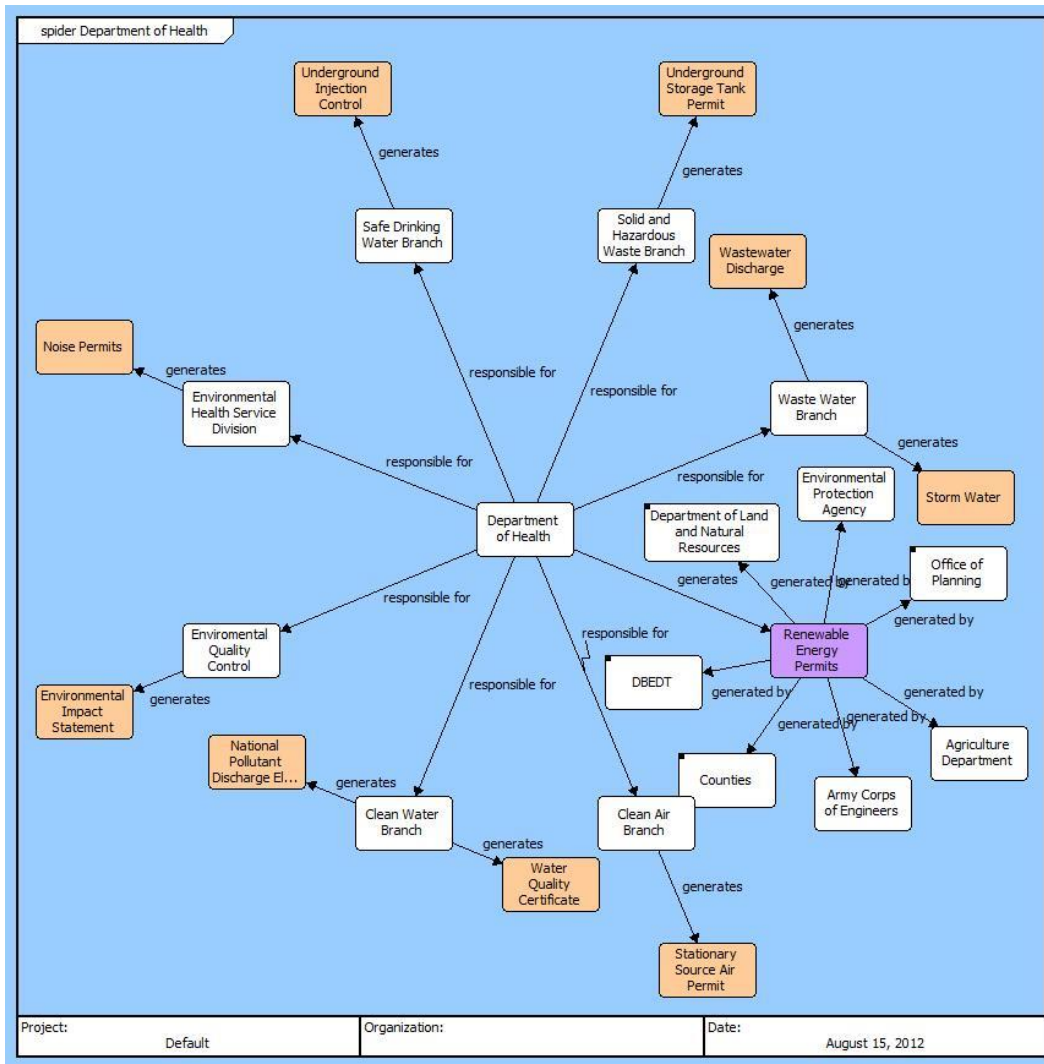 spider Department of Health
Underground
Injection
Control
Underground
Storage Tank
Permit
generates
generates
Safe Drinking
Water Branch
Solid and
Hazardous
Waste Branch
Wastewater
Discharge
generates
Noise Permits
generates
Environmental
Health Service
Division
responsible for
responsible for
Waste Water
Branch
generates
responsible for
responsible for
Environmental
Protection
Agency
Storm Water
Department
of Health
Department of Land
and Natural
Resources
Office of
Planning
generates
generated by
generated b
generated by
responsible for
responsible for
Renewable
Energy
Permits
Enviromental
Quality
Control
DBEDT
responsible for
generated by
generated by
generates
Environmental
Impact
Statement
generated by
generated by
National
Pollutant
Discharge El...
Agriculture
Department
generates
Counties
Army Corps
of Engineers
Clean Water
Branch
Clean Air
Branch
generates
Water
Quality
Certificate
generates
Stationary
Source Air
Permit
Project:
Default
Organization:
Date:
August 15, 2012